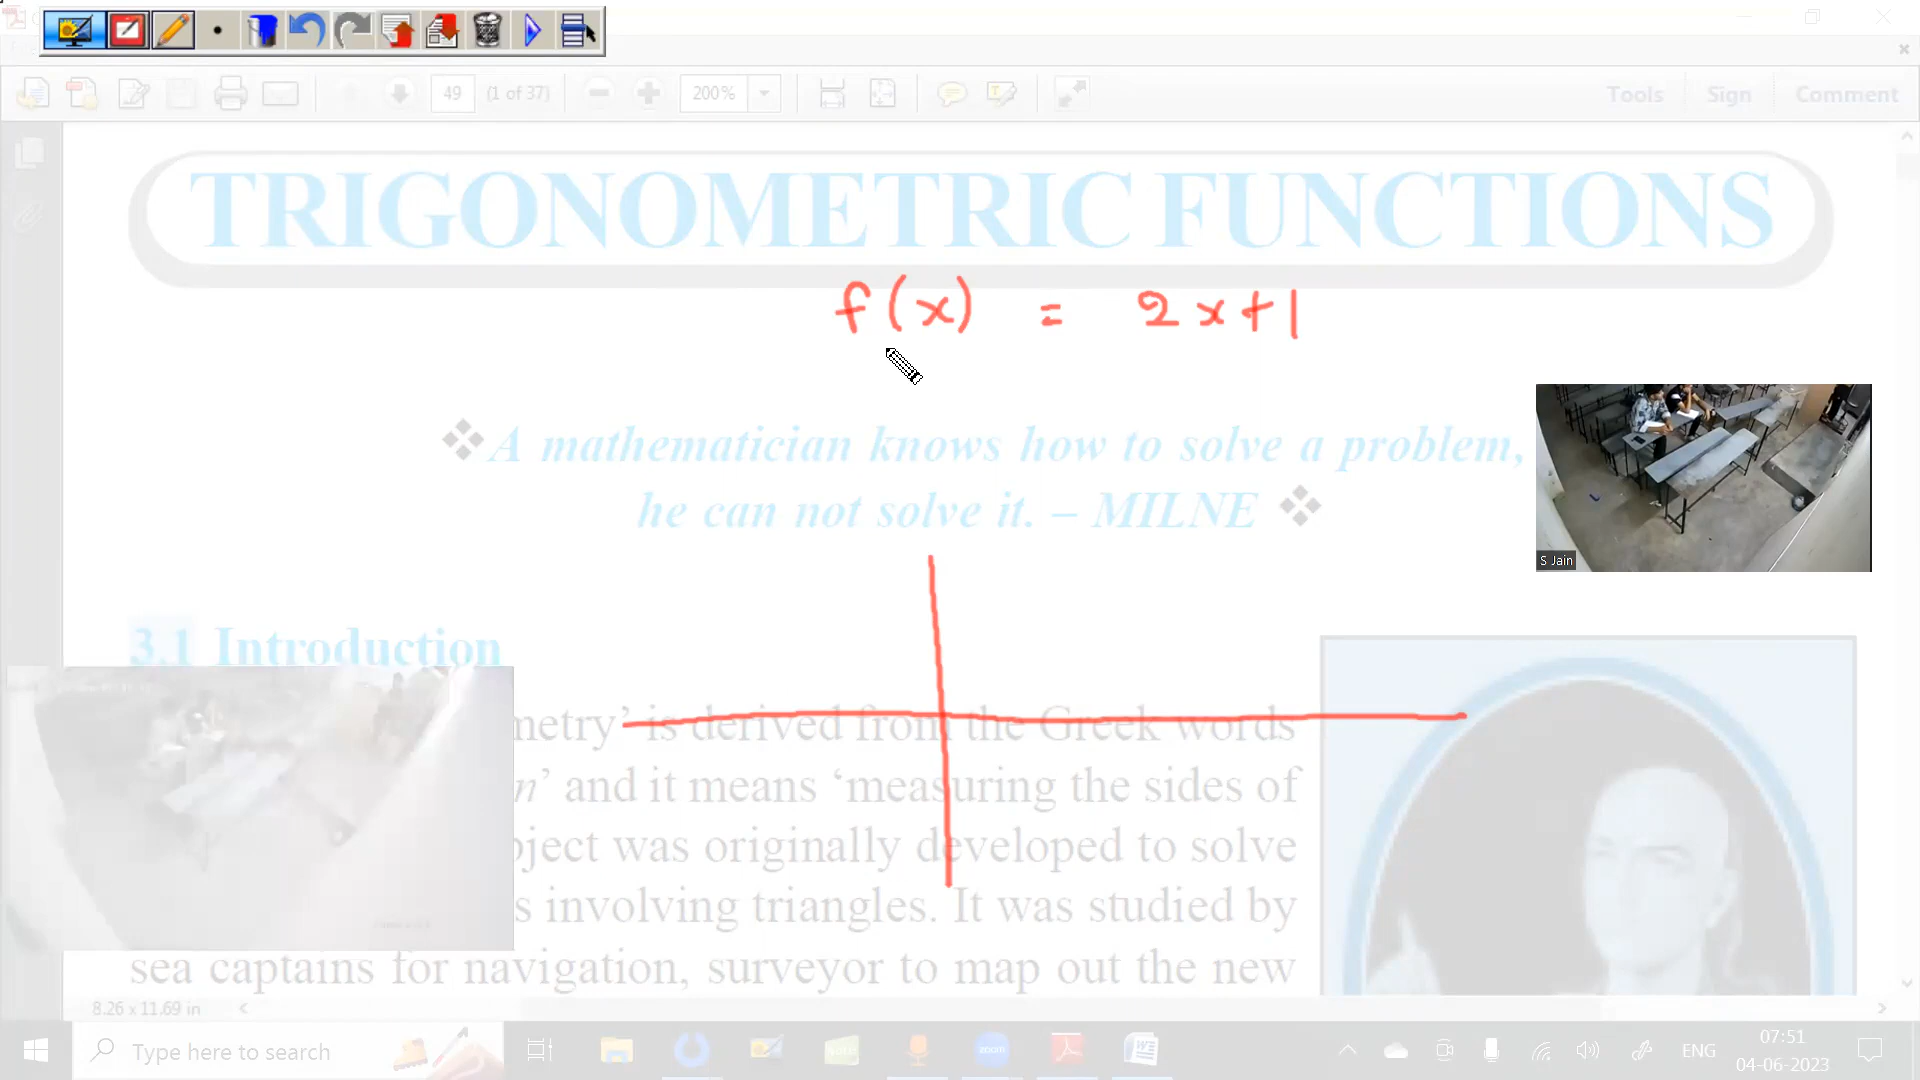 49 (1 of 37) 200% Tools Sign Comment
TRIGONOMETRIC FUNCTIONS
f(x) = 2x+1
❖A mathematician knows how to solve a problem,
he can not solve it. – MILNE ❖
S Jain
3.1 Introduction
metry’ is derived from the Greek words
n’ and it means ‘measuring the sides of
ject was originally developed to solve
s involving triangles. It was studied by
sea captains for navigation, surveyor to map out the new
8.26 x 11.69 in
Type here to search
zoom
ENG
07:51
04-06-2023